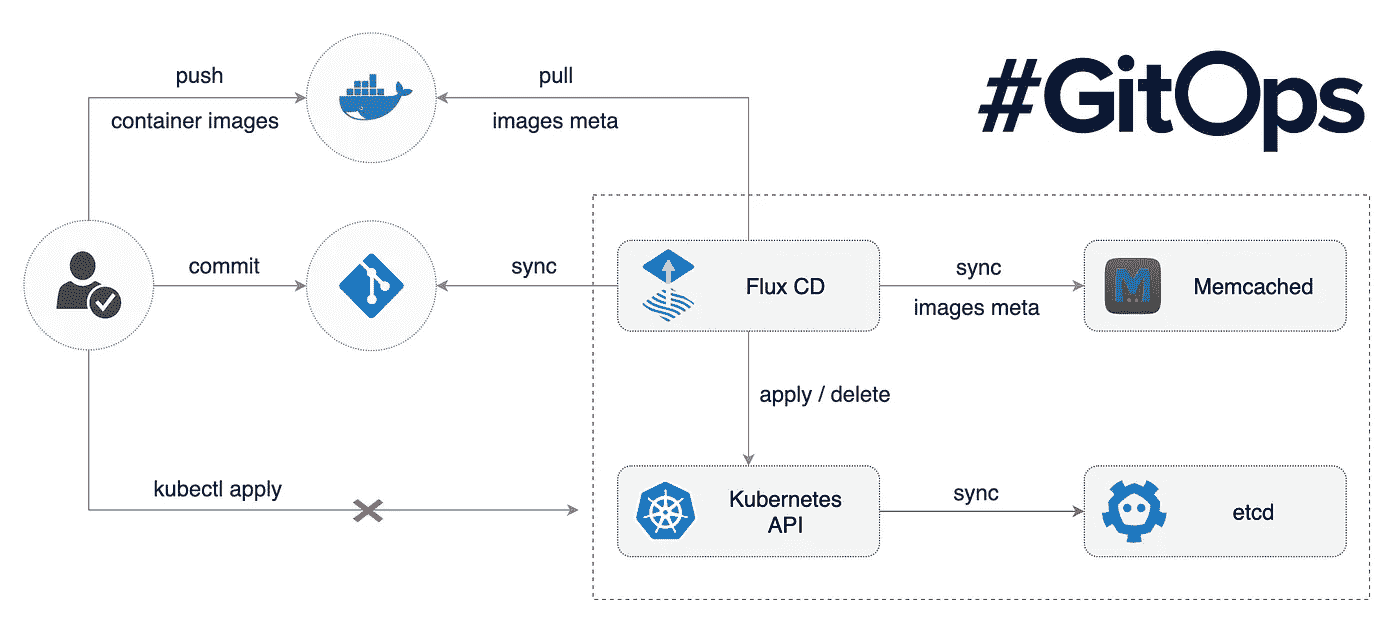 #GitOps
push
container images
pull
images meta
commit
sync
Flux CD
sync
images meta
Memcached
apply / delete
kubectl apply
Kubernetes
API
sync
etcd